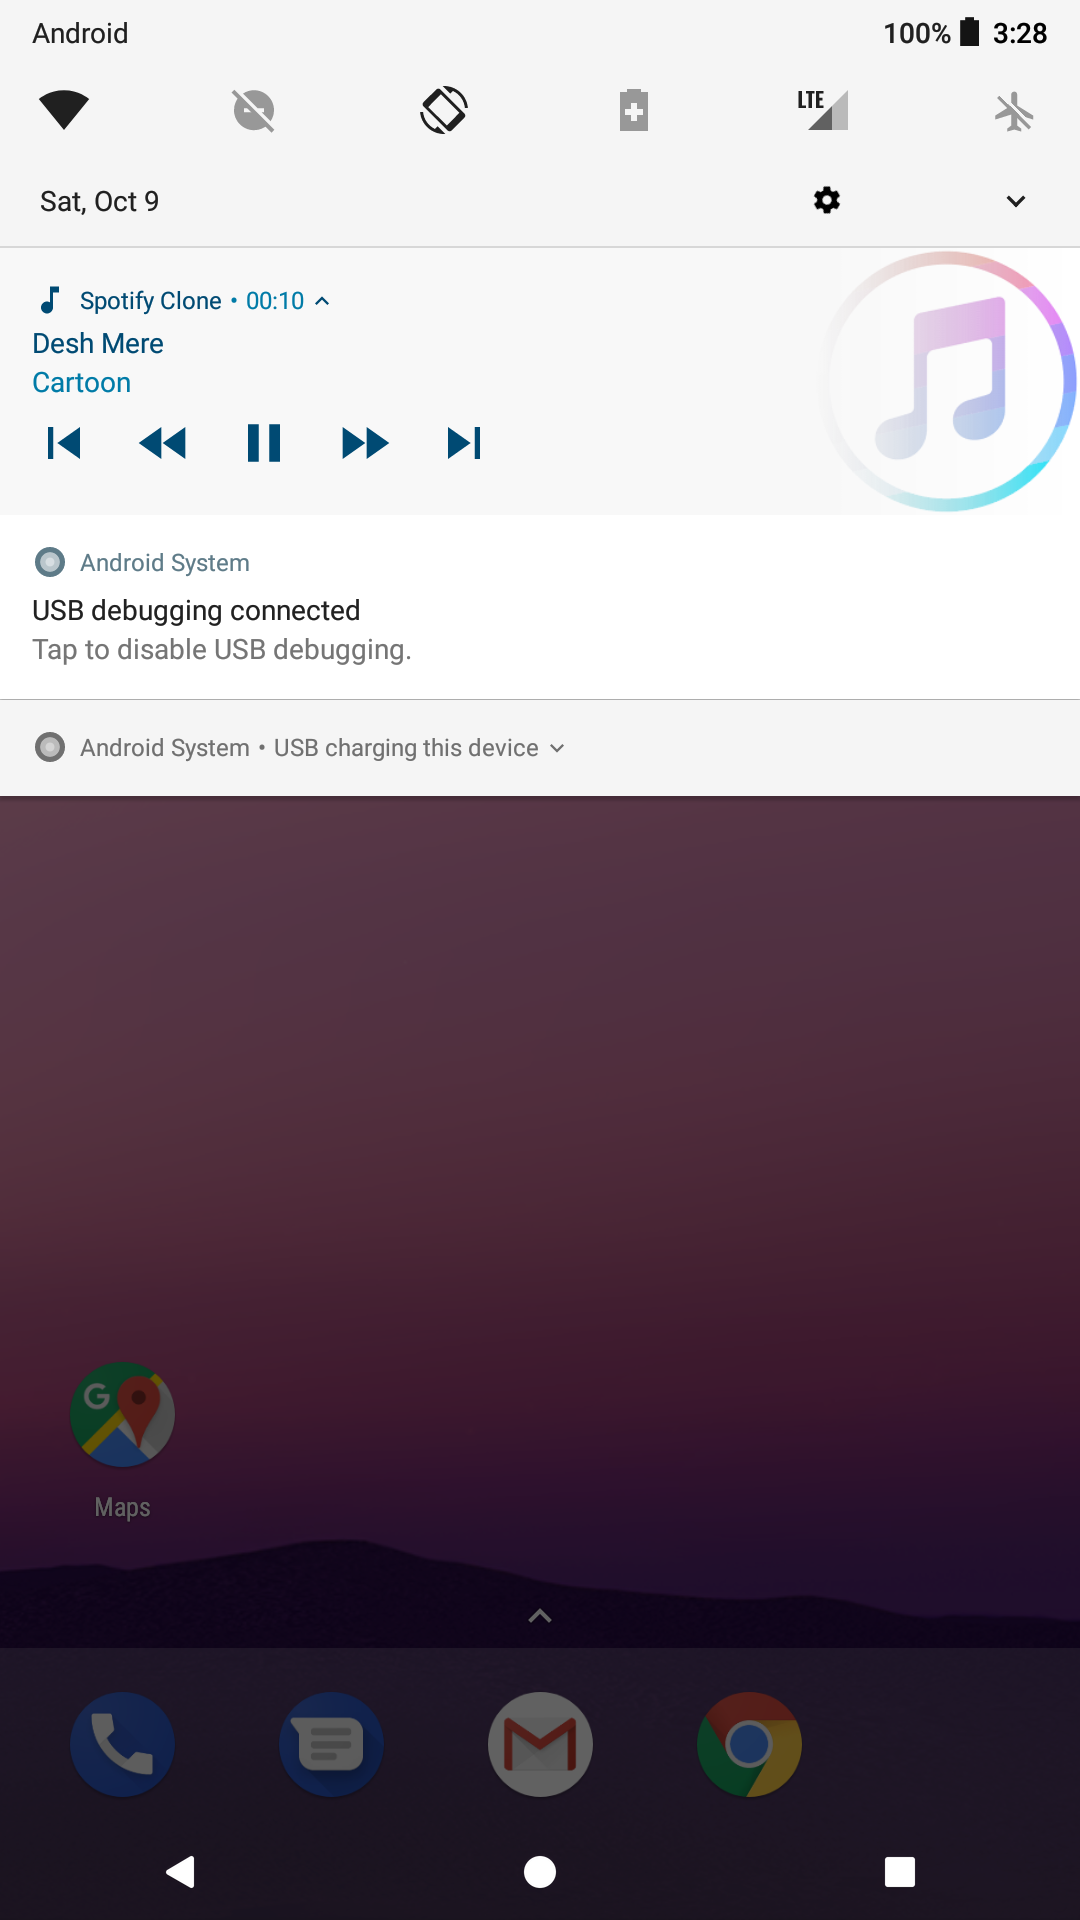 Android 100% 3:28
LTE
Sat, Oct 9
Spotify Clone • 00:10
Desh Mere
Cartoon
Android System
USB debugging connected
Tap to disable USB debugging.
Android System • USB charging this device
G
Maps